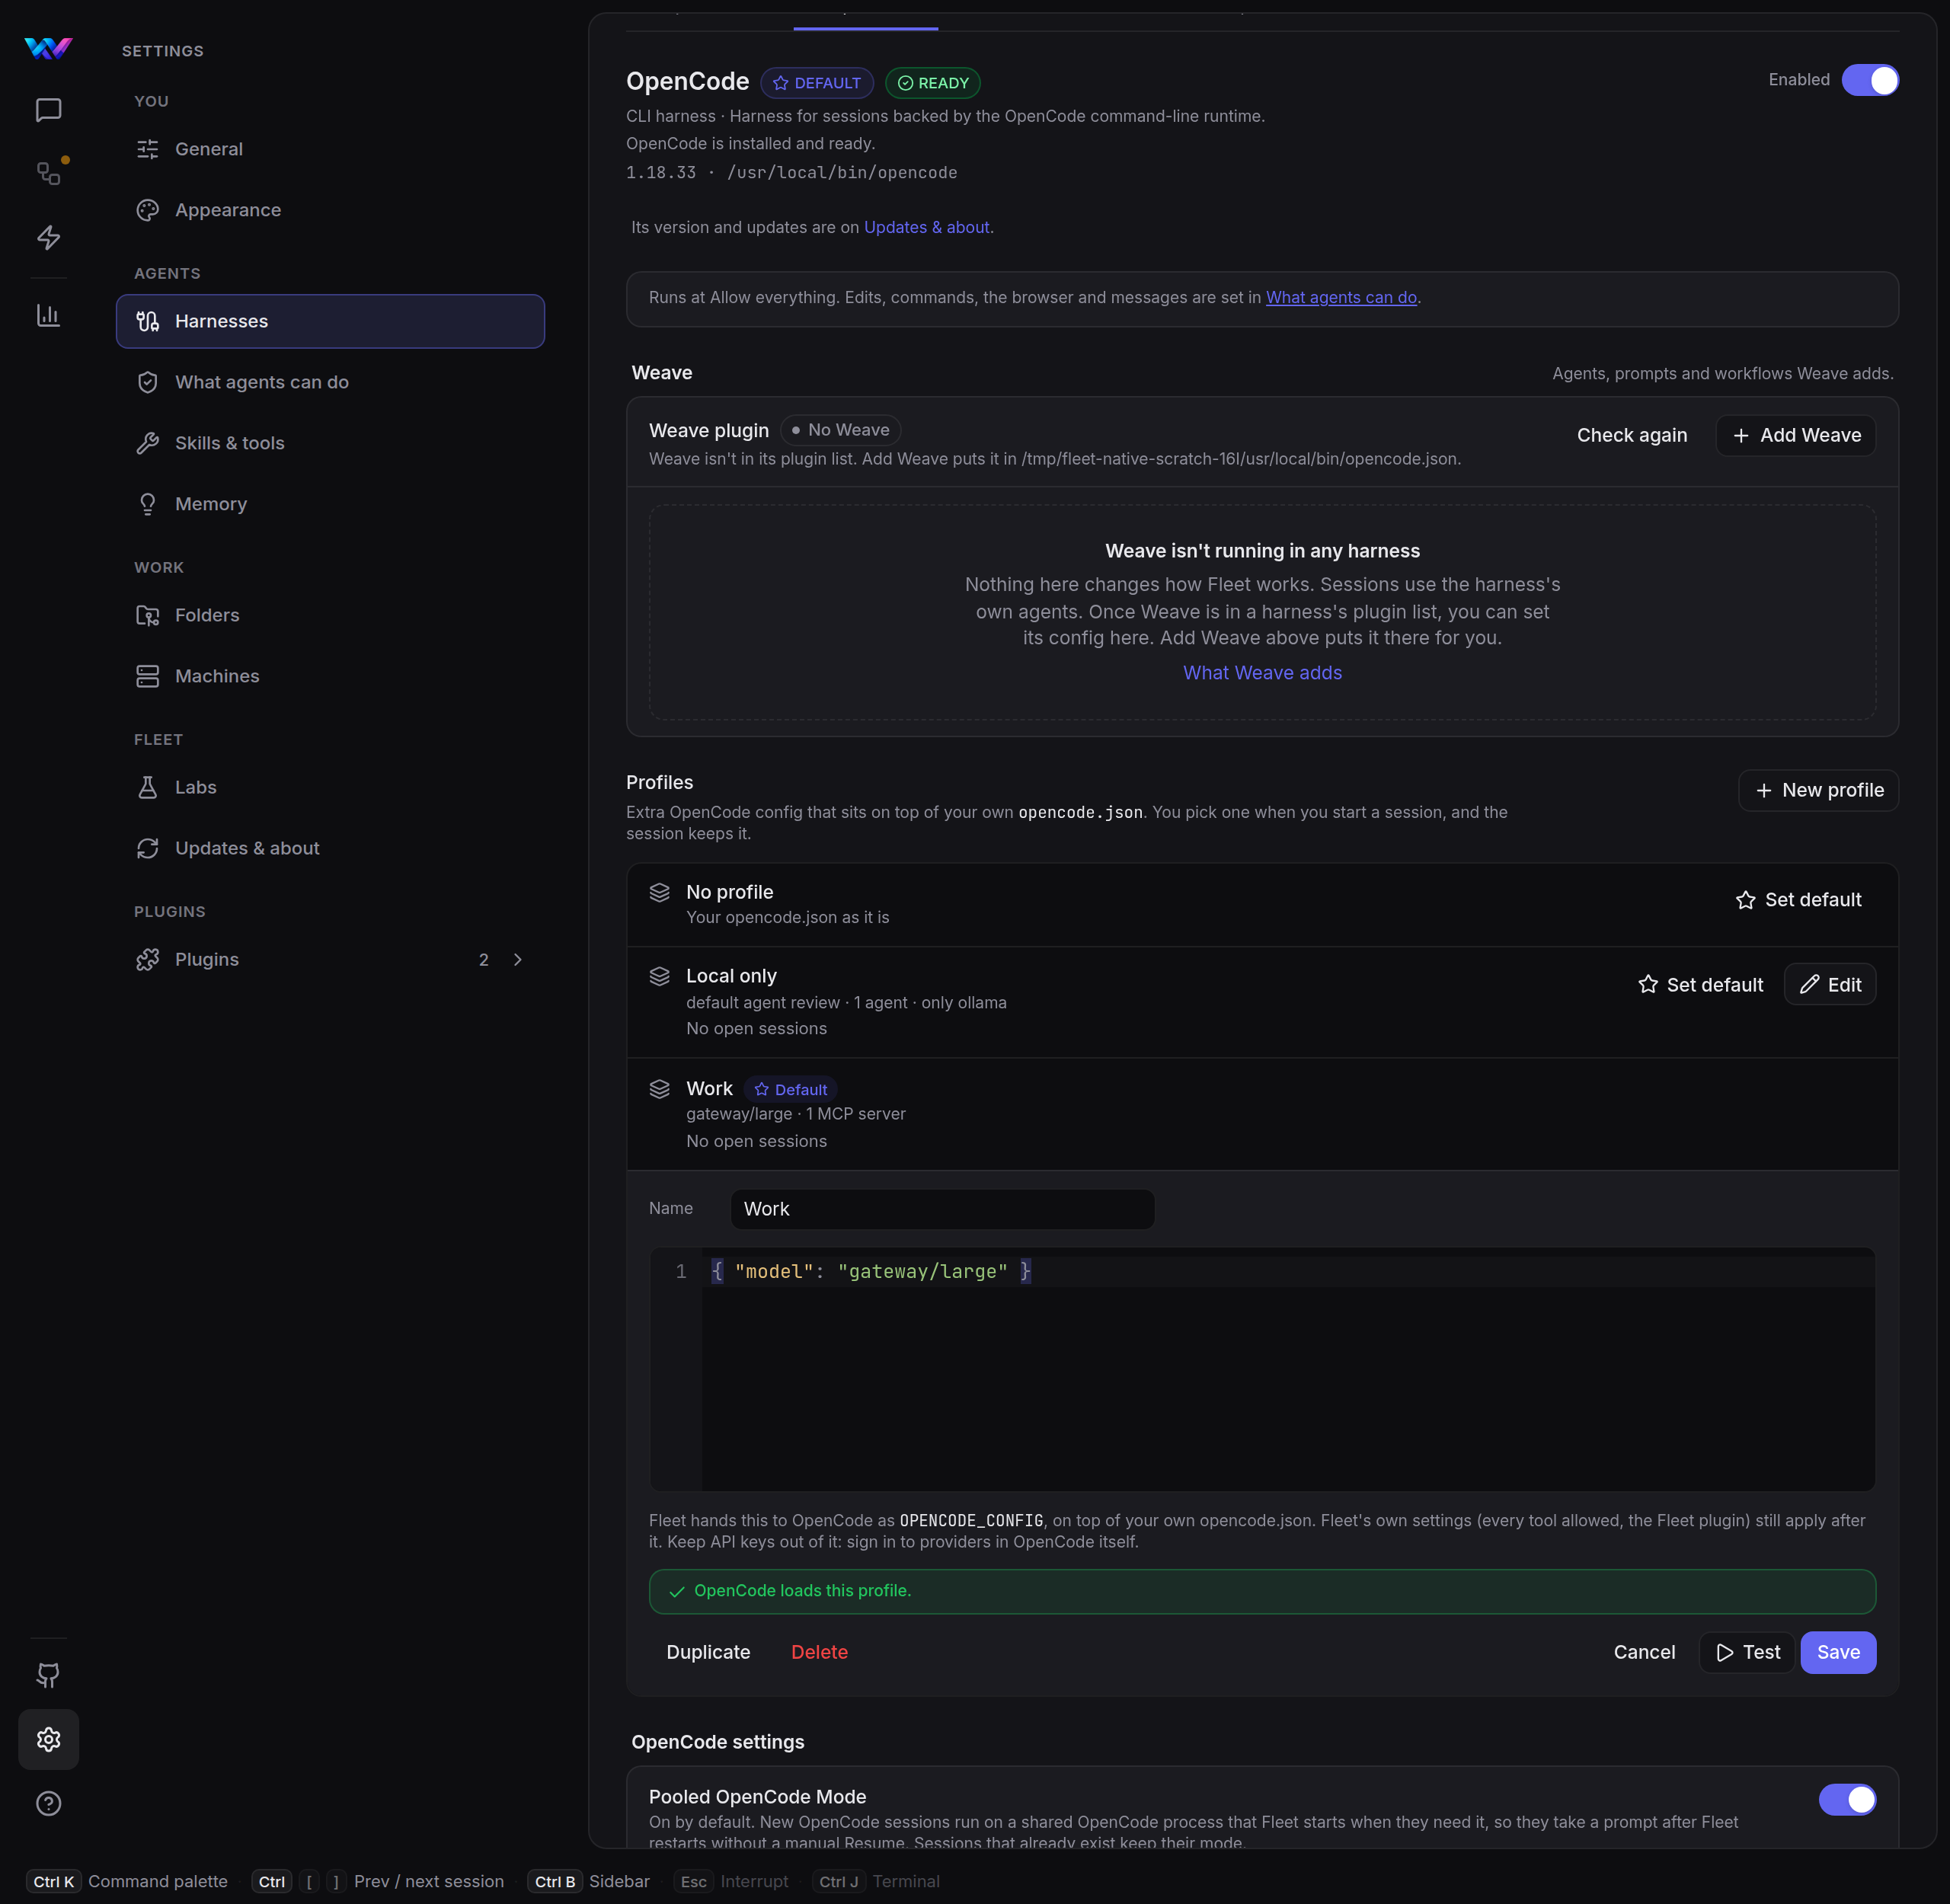 SETTINGS
YOU
General
Appearance
AGENTS
Harnesses
What agents can do
Skills & tools
Memory
WORK
Folders
Machines
FLEET
Labs
Updates & about
PLUGINS
Plugins 2
OpenCode DEFAULT READY
Enabled
CLI harness · Harness for sessions backed by the OpenCode command-line runtime.
OpenCode is installed and ready.
1.18.33 · /usr/local/bin/opencode
Its version and updates are on Updates & about.
Runs at Allow everything. Edits, commands, the browser and messages are set in What agents can do.
Weave
Agents, prompts and workflows Weave adds.
Weave plugin No Weave
Check again
Add Weave
Weave isn't in its plugin list. Add Weave puts it in /tmp/fleet-native-scratch-16l/usr/local/bin/opencode.json.
Weave isn't running in any harness
Nothing here changes how Fleet works. Sessions use the harness's
own agents. Once Weave is in a harness's plugin list, you can set
its config here. Add Weave above puts it there for you.
What Weave adds
Profiles
New profile
Extra OpenCode config that sits on top of your own opencode.json. You pick one when you start a session, and the
session keeps it.
No profile
Your opencode.json as it is
Set default
Local only
default agent review · 1 agent · only ollama
No open sessions
Set default
Edit
Work Default
gateway/large · 1 MCP server
No open sessions
Name Work
1 { "model": "gateway/large" }
Fleet hands this to OpenCode as OPENCODE_CONFIG, on top of your own opencode.json. Fleet's own settings (every tool allowed, the Fleet plugin) still apply after
it. Keep API keys out of it: sign in to providers in OpenCode itself.
OpenCode loads this profile.
Duplicate Delete Cancel Test Save
OpenCode settings
Pooled OpenCode Mode
On by default. New OpenCode sessions run on a shared OpenCode process that Fleet starts when they need it, so they take a prompt after Fleet
restarts without a manual Resume. Sessions that already exist keep their mode.
Ctrl K Command palette · Ctrl [ ] Prev / next session · Ctrl B Sidebar · Esc Interrupt · Ctrl J Terminal